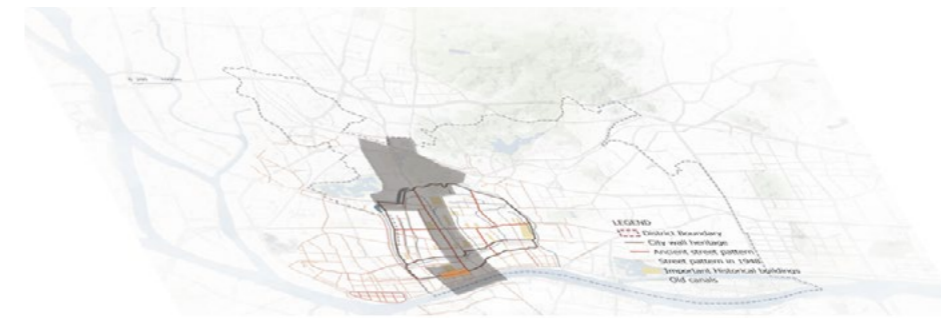 LEGEND
District Boundary
City wall heritage
Ancient street pattern
Street pattern in 1948
Important Historical buildings
Old canals